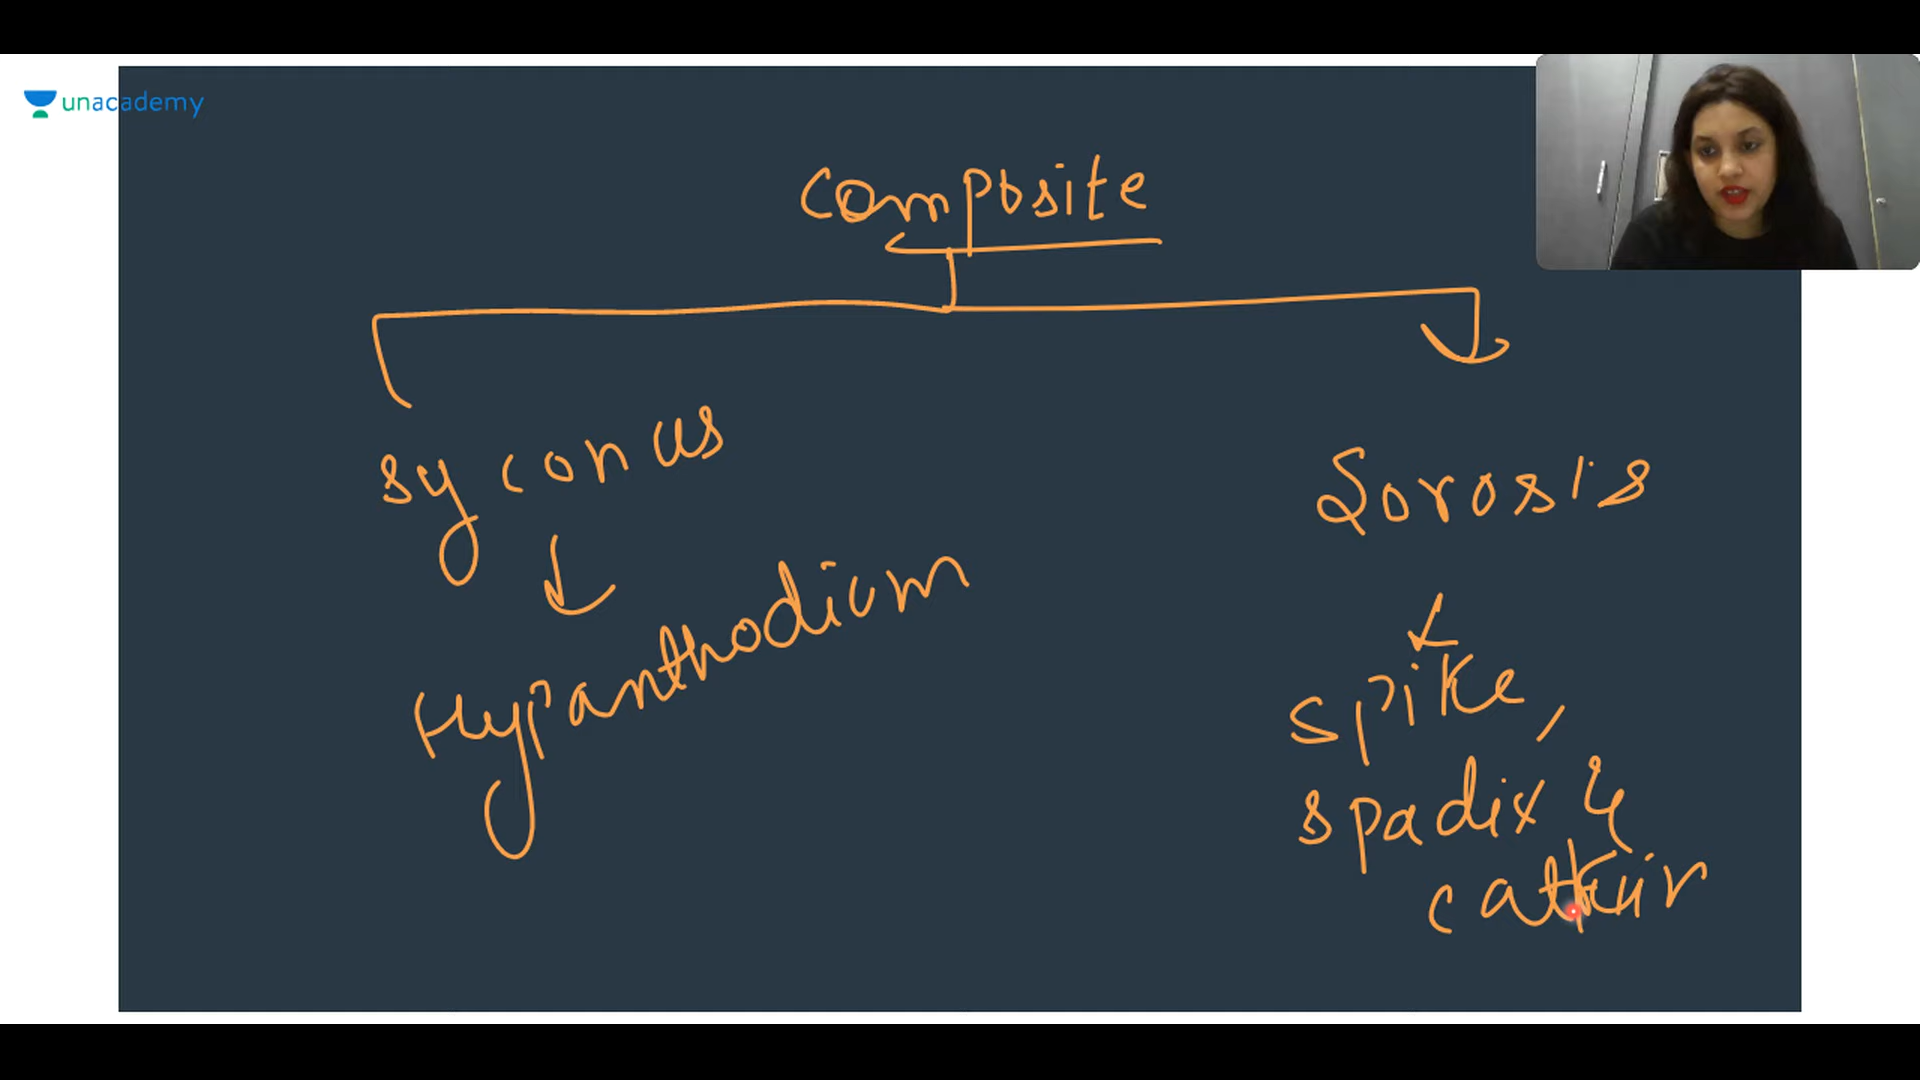 unacademy
Composite
syconus
Sorosis
Hypanthodium
spike,
spadix &
catkin